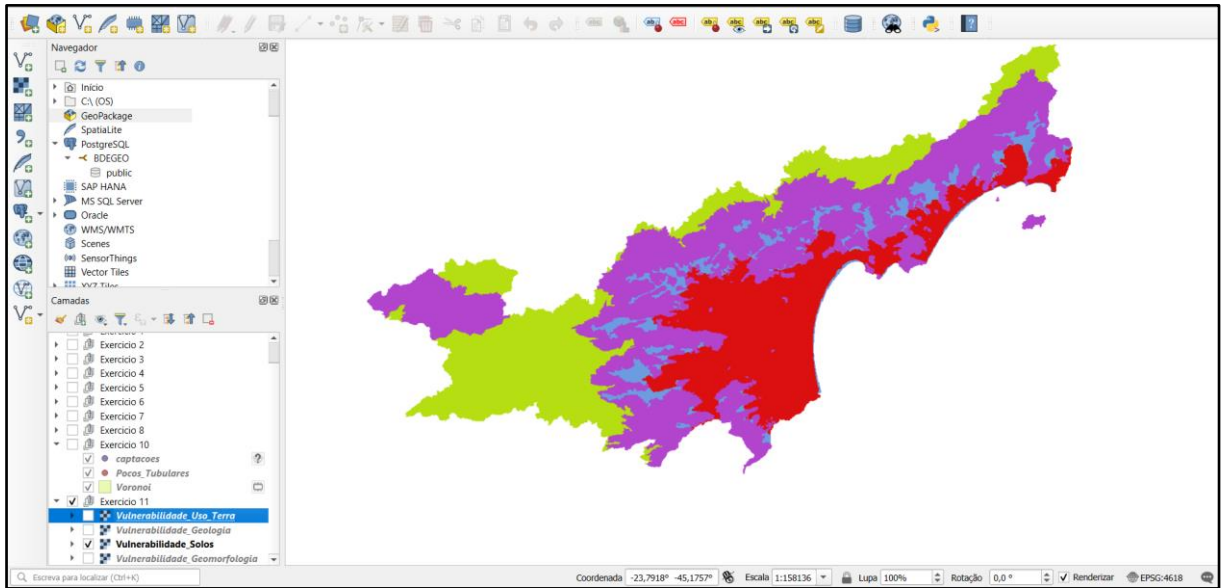 Navegador
Início
C:\ (OS)
GeoPackage
SpatiaLite
PostgreSQL
BDEGEO
public
SAP HANA
MS SQL Server
Oracle
WMS/WMTS
Scenes
SensorThings
Vector Tiles
XYZ Tiles
Camadas
Exercicio 2
Exercicio 3
Exercicio 4
Exercicio 5
Exercicio 6
Exercicio 7
Exercicio 8
Exercicio 10
captacoes
Pocos_Tubulares
Voronoi
Exercicio 11
Vulnerabilidade_Uso_Terra
Vulnerabilidade_Geologia
Vulnerabilidade_Solos
Vulnerabilidade_Geomorfologia
Escreva para localizar (Ctrl+K) Coordenada -23,7918° -45,1757° Escala 1:158136 Lupa 100% Rotação 0,0 ° Renderizar EPSG:4618